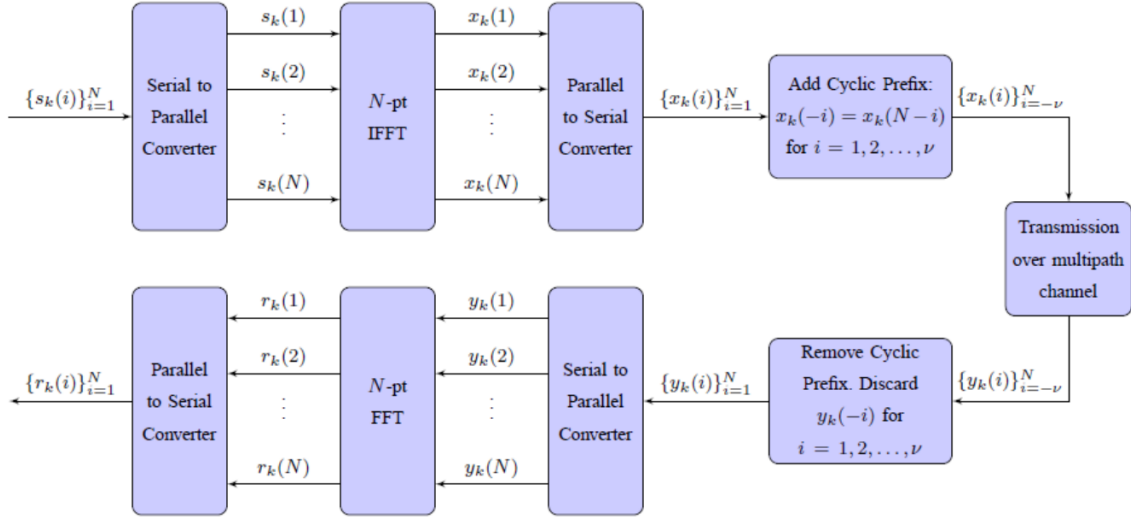 {s_k(i)}_{i=1}^N
Serial to
Parallel
Converter
s_k(1)
s_k(2)
⋮
s_k(N)
N-pt
IFFT
x_k(1)
x_k(2)
⋮
x_k(N)
Parallel
to Serial
Converter
{x_k(i)}_{i=1}^N
Add Cyclic Prefix:
x_k(−i) = x_k(N−i)
for i = 1, 2, . . . , ν
{x_k(i)}_{i=−ν}^N
Transmission
over multipath
channel
{y_k(i)}_{i=−ν}^N
Remove Cyclic
Prefix. Discard
y_k(−i) for
i = 1, 2, . . . , ν
{y_k(i)}_{i=1}^N
Serial to
Parallel
Converter
y_k(1)
y_k(2)
⋮
y_k(N)
N-pt
FFT
r_k(1)
r_k(2)
⋮
r_k(N)
Parallel
to Serial
Converter
{r_k(i)}_{i=1}^N